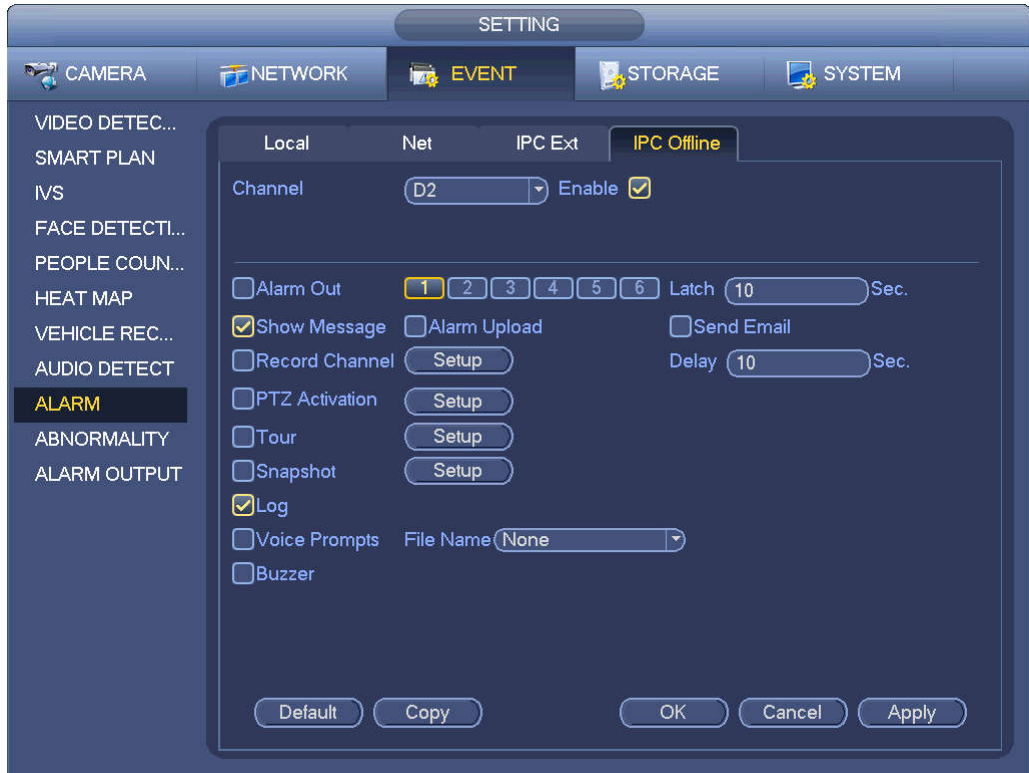 SETTING
CAMERA NETWORK EVENT STORAGE SYSTEM
VIDEO DETEC...
SMART PLAN
IVS
FACE DETECTI...
PEOPLE COUN...
HEAT MAP
VEHICLE REC...
AUDIO DETECT
ALARM
ABNORMALITY
ALARM OUTPUT
Local Net IPC Ext IPC Offline
Channel D2 Enable
Alarm Out 1 2 3 4 5 6 Latch 10 Sec.
Show Message Alarm Upload Send Email
Record Channel Setup Delay 10 Sec.
PTZ Activation Setup
Tour Setup
Snapshot Setup
Log
Voice Prompts File Name None
Buzzer
Default Copy OK Cancel Apply